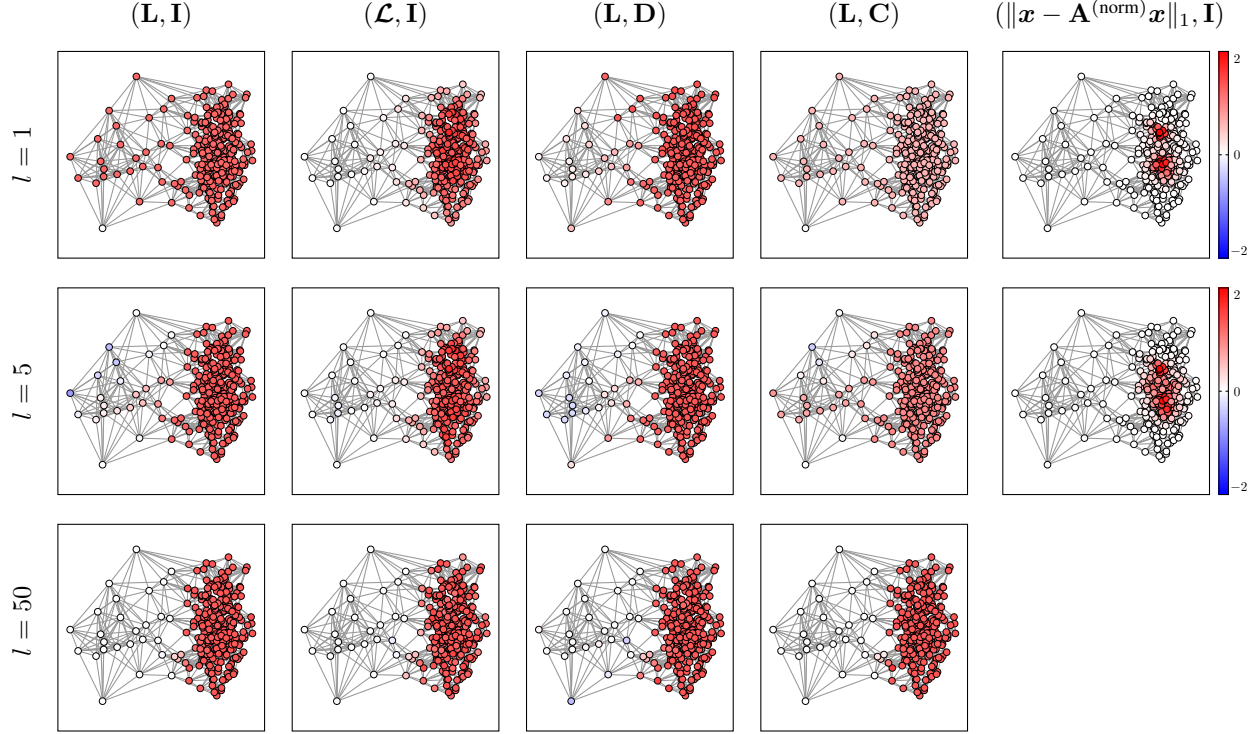 (L, I) (𝓛, I) (L, D) (L, C) (‖x − A^(norm) x‖₁, I)
l = 1
2
0
−2
l = 5
2
0
−2
l = 50